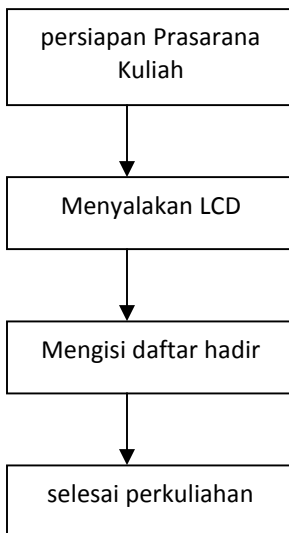 persiapan Prasarana
Kuliah
Menyalakan LCD
Mengisi daftar hadir
selesai perkuliahan